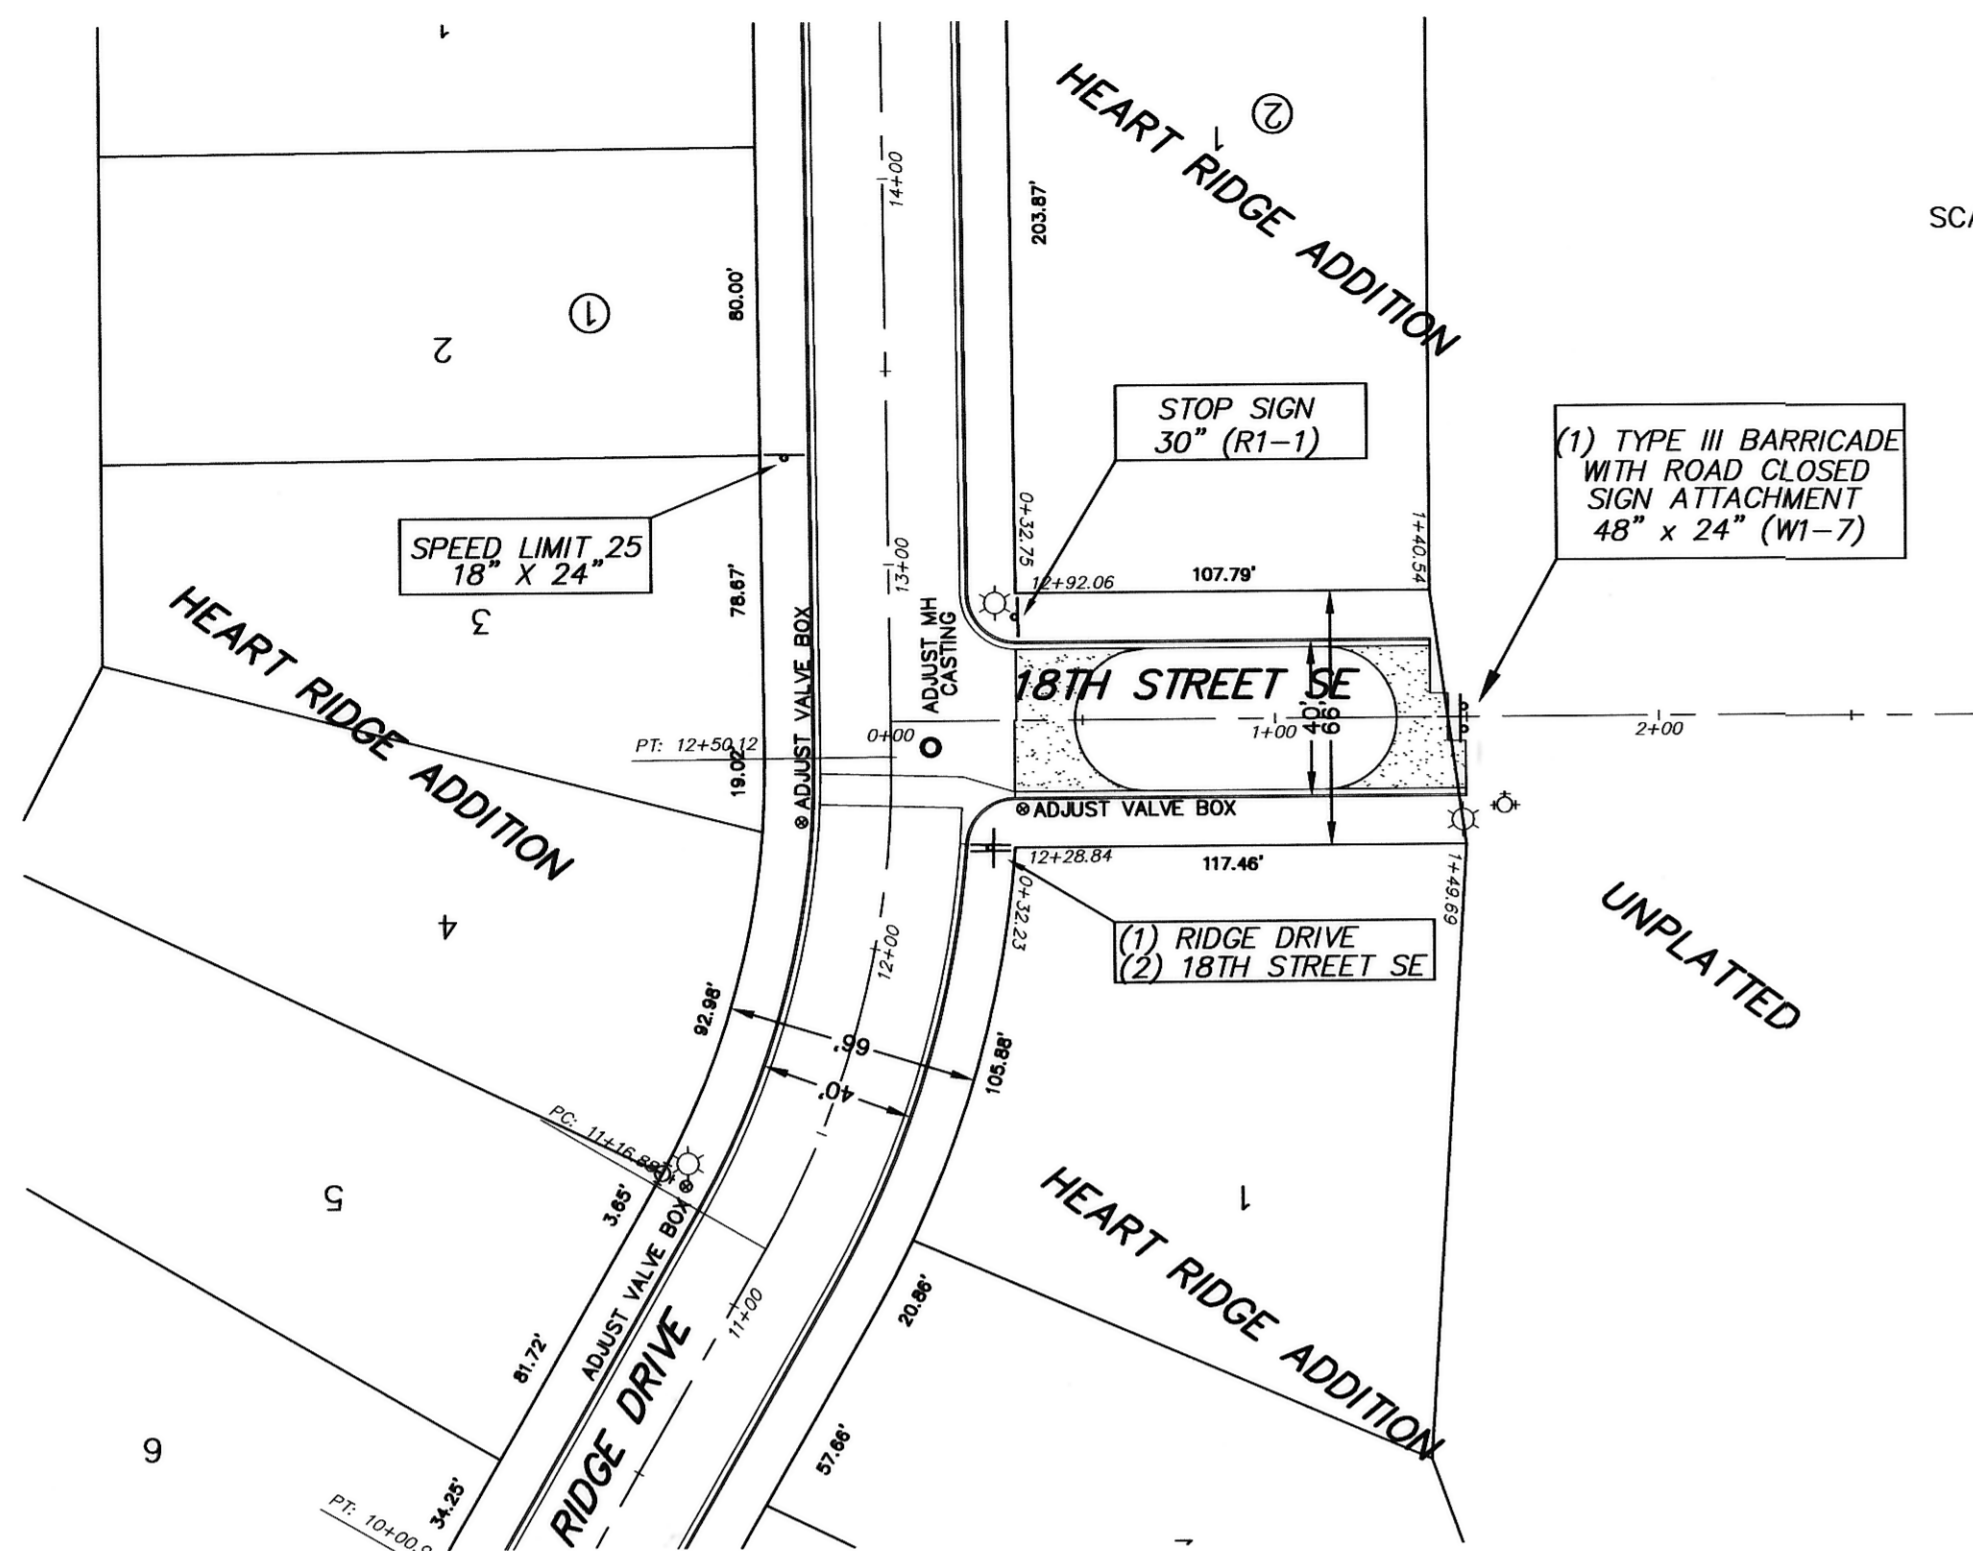 1
HEART RIDGE ADDITION
2
1
14+00
203.87'
SCA
80.00'
1
2
STOP SIGN
30" (R1-1)
(1) TYPE III BARRICADE
WITH ROAD CLOSED
SIGN ATTACHMENT
48" x 24" (W1-7)
SPEED LIMIT 25
18" X 24"
0+32.75
1+40.54
13+00
12+92.06
107.79'
78.67'
3
HEART RIDGE ADDITION
ADJUST VALVE BOX
ADJUST MH
CASTING
18TH STREET SE
40'
66'
0+00
1+00
2+00
PT: 12+50.12
19.02'
ADJUST VALVE BOX
12+28.84
117.46'
0+32.23
1+49.69
UNPLATTED
4
12+00
(1) RIDGE DRIVE
(2) 18TH STREET SE
92.98'
66'
40'
105.88'
PC: 11+16.88
3.65'
5
ADJUST VALVE BOX
HEART RIDGE ADDITION
1
20.86'
11+00
81.72'
RIDGE DRIVE
57.66'
6
34.25'
PT: 10+00.9